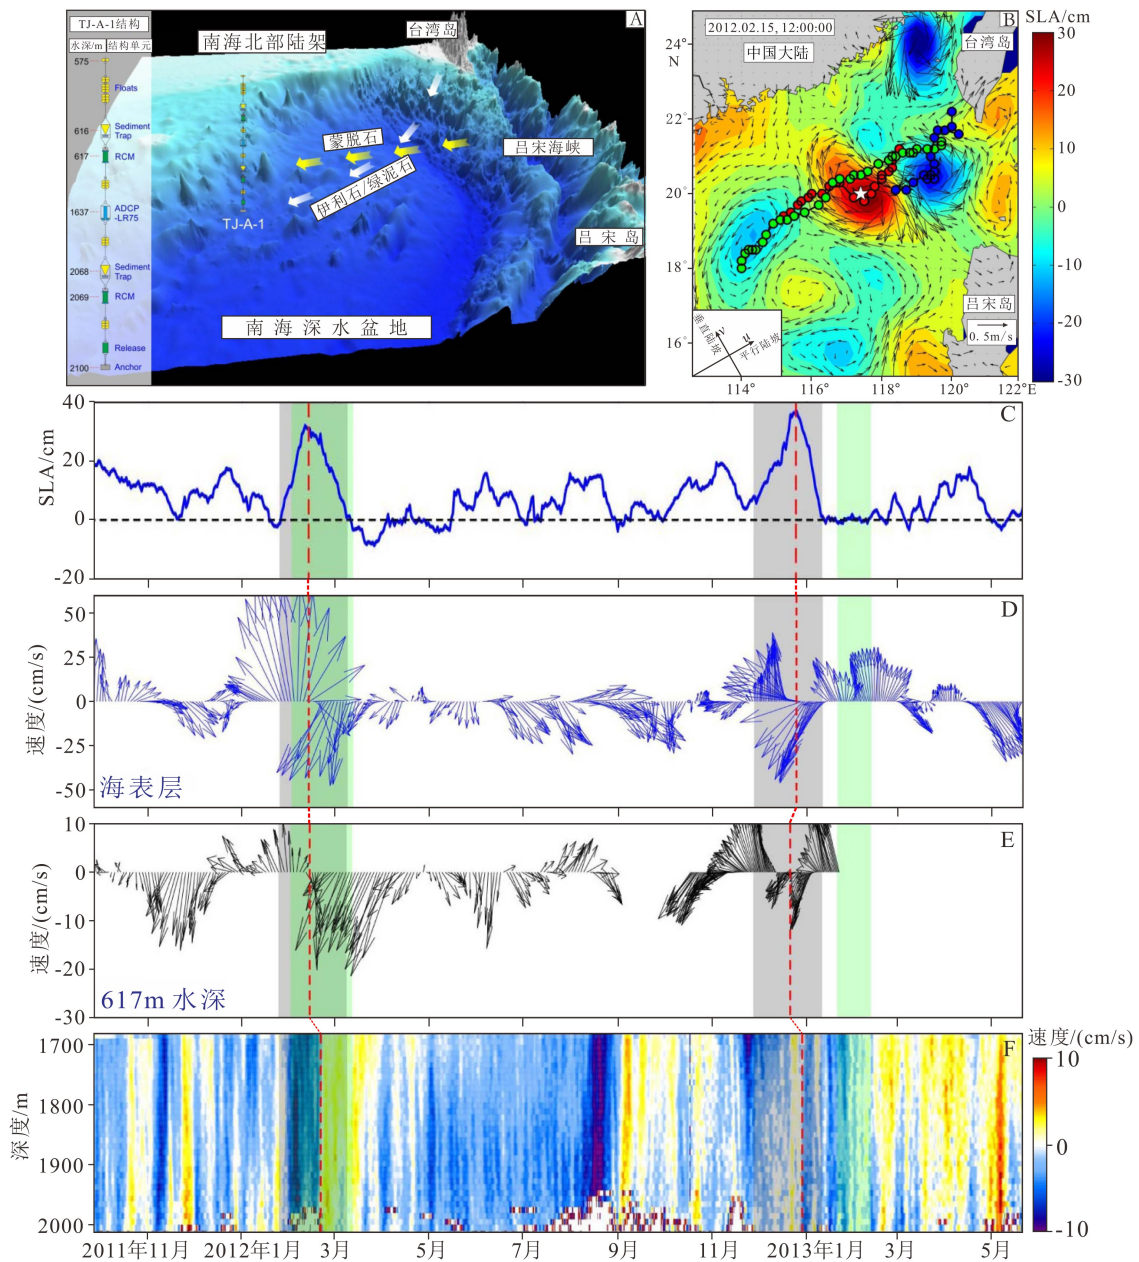 TJ-A-1结构
水深/m 结构单元
575
Floats
616
Sediment
Trap
617
RCM
1637
ADCP
-LR75
2068
Sediment
Trap
2069
RCM
Release
2100
Anchor
A
南海北部陆架
台湾岛
蒙脱石
伊利石/绿泥石
吕宋海峡
吕宋岛
TJ-A-1
南海深水盆地
B
2012.02.15, 12:00:00
中国大陆
台湾岛
吕宋岛
0.5m/s
垂直陆坡
v
u
平行陆坡
24°
N
22°
20°
18°
16°
114°
116°
118°
120°
122°E
SLA/cm
30
20
10
0
-10
-20
-30
C
SLA/cm
40
20
0
-20
D
速度/(cm/s)
50
25
0
-25
-50
海表层
E
速度/(cm/s)
10
0
-10
-20
-30
617m 水深
F
深度/m
1700
1800
1900
2000
速度/(cm/s)
10
0
-10
2011年11月
2012年1月
3月
5月
7月
9月
11月
2013年1月
3月
5月